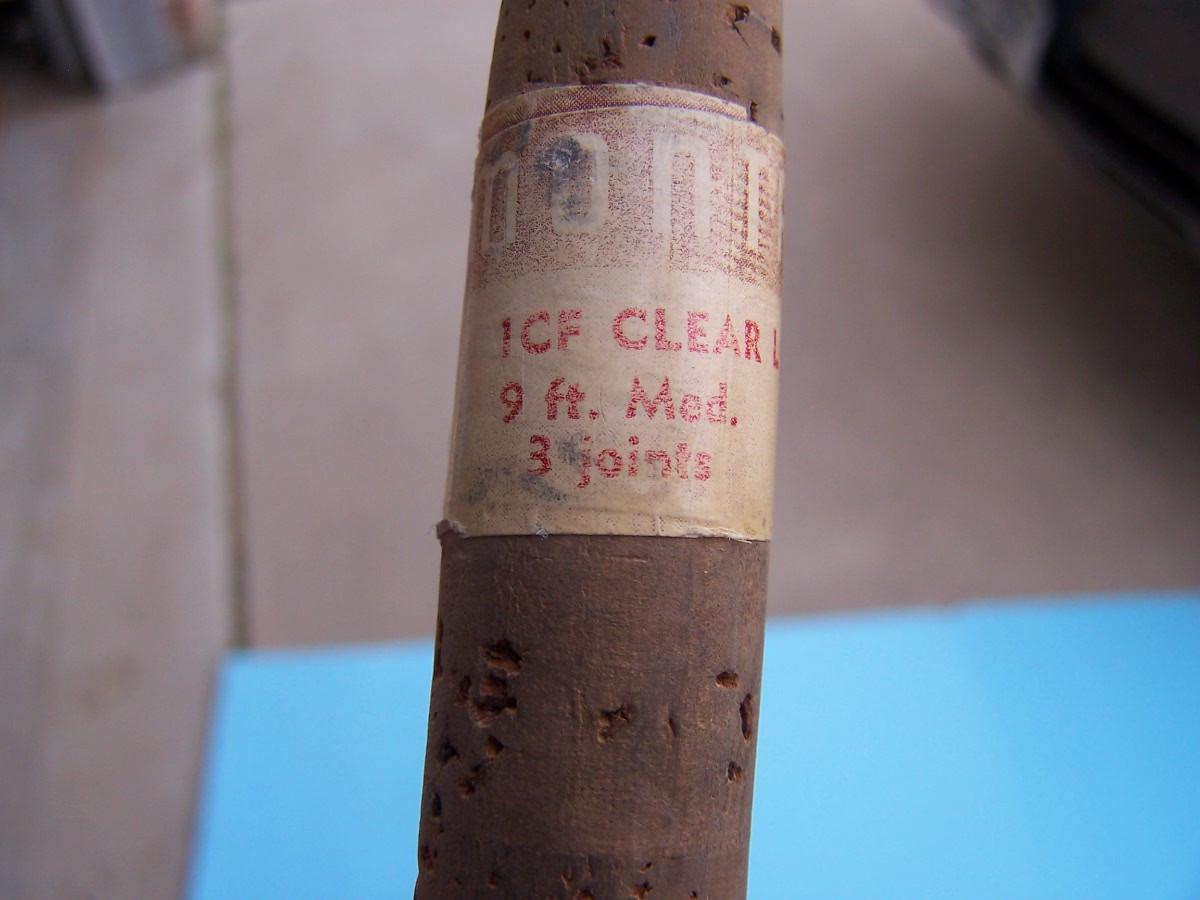 1CF CLEAR L
9 ft. Med.
3 joints